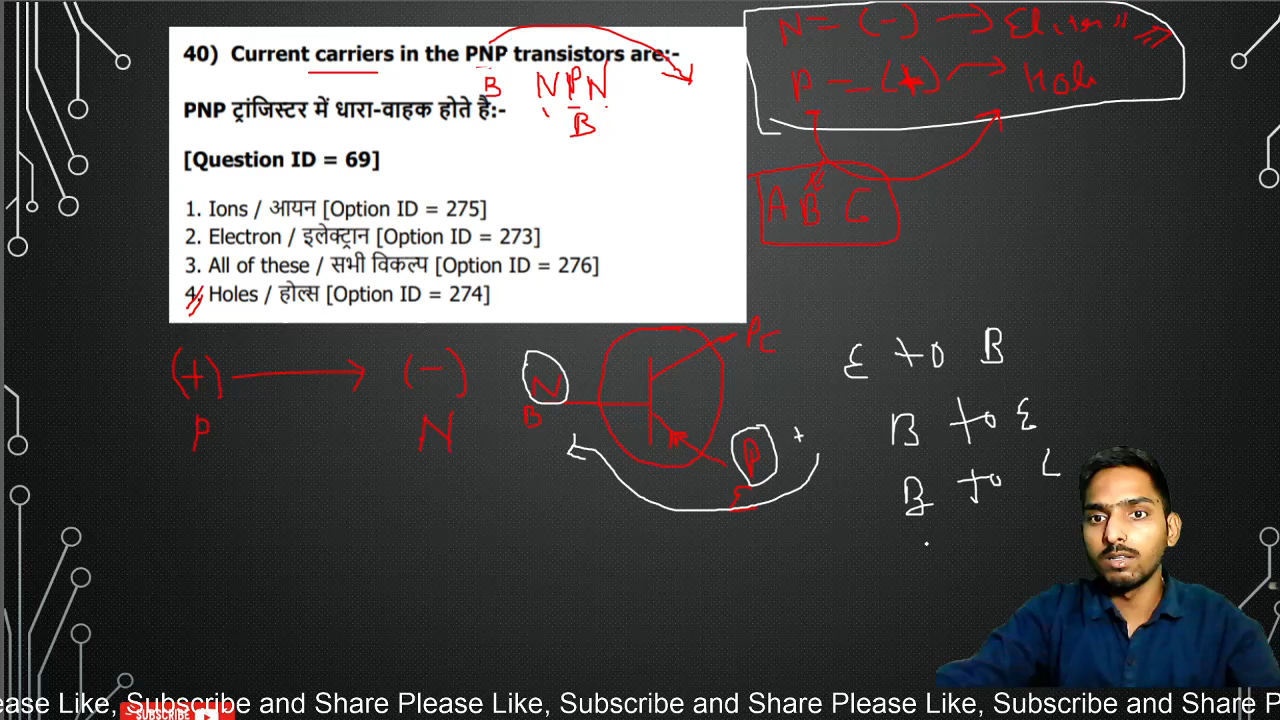 40) Current carriers in the PNP transistors are:-
B NPN
B
PNP ट्रांजिस्टर में धारा-वाहक होते है:-
[Question ID = 69]
1. Ions / आयन [Option ID = 275]
2. Electron / इलेक्ट्रान [Option ID = 273]
3. All of these / सभी विकल्प [Option ID = 276]
4. Holes / होल्स [Option ID = 274]
N = (-) →
P - (+) → Hole
A B C
(+) → (-)
P N
N
B
P C
P +
E
E to B
B to E
B to C
ease Like, Subscribe and Share Please Like, Subscribe and Share Please Like, Subscribe and Share P
SUBSCRIBE